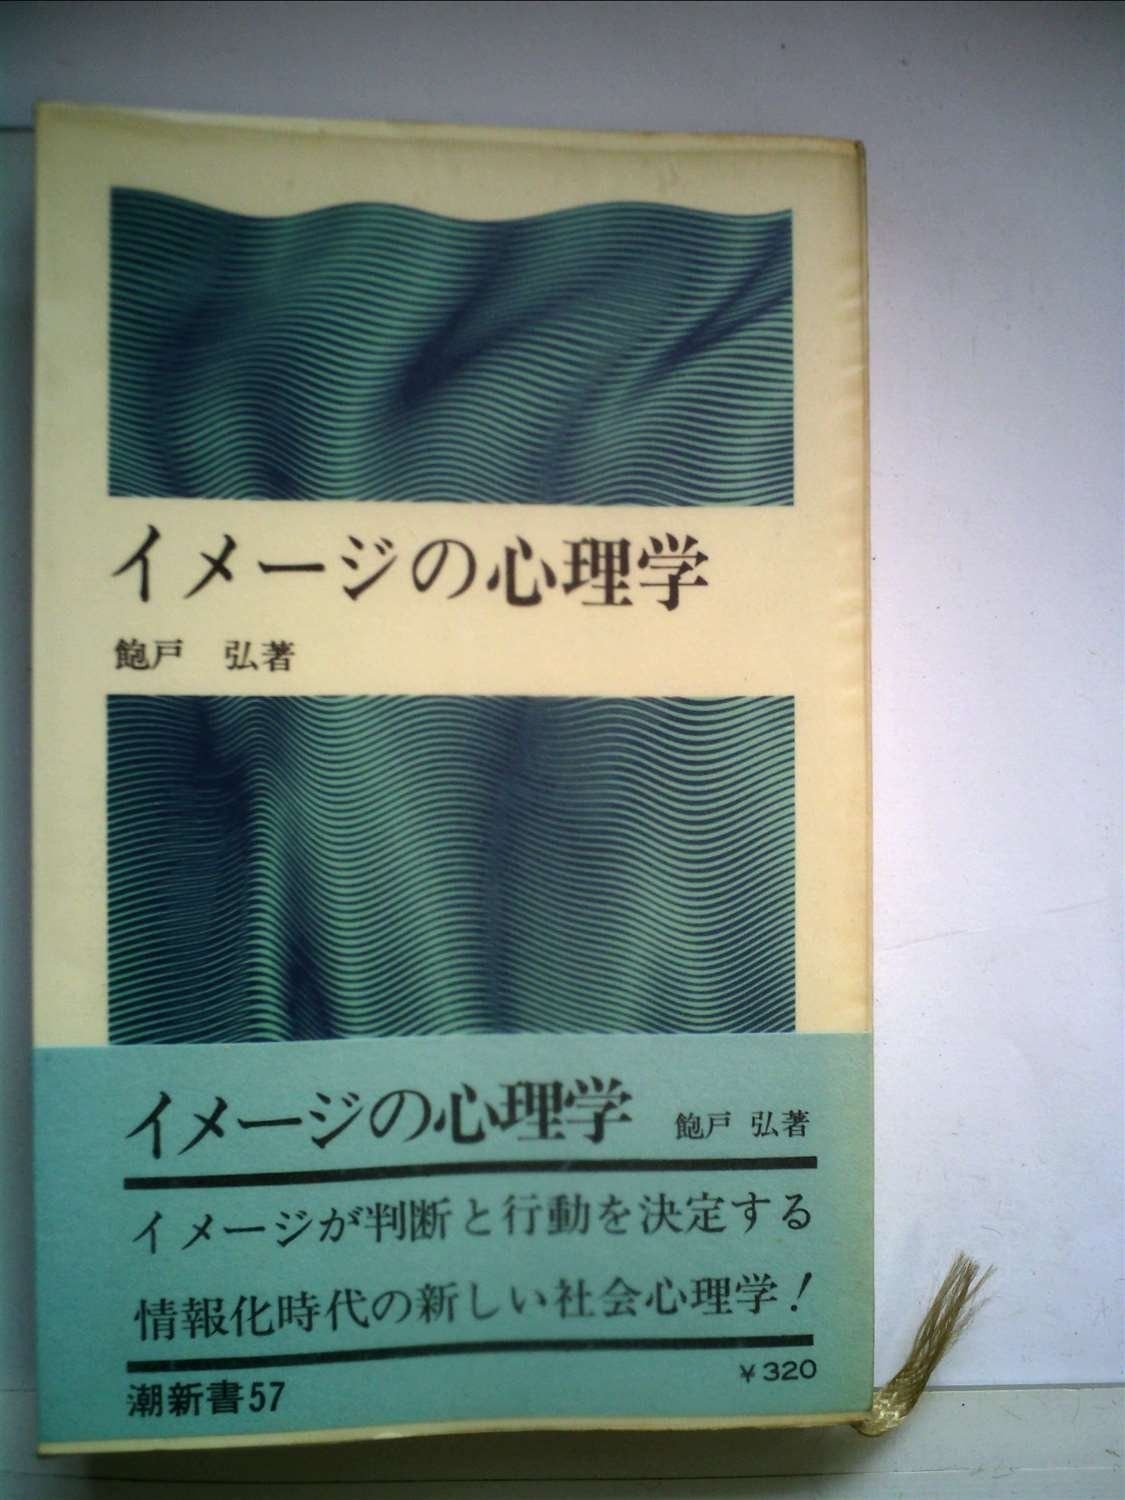 イメージの心理学
飽戸 弘著
イメージの心理学 飽戸 弘著
イメージが判断と行動を決定する
情報化時代の新しい社会心理学!
¥320
潮新書57